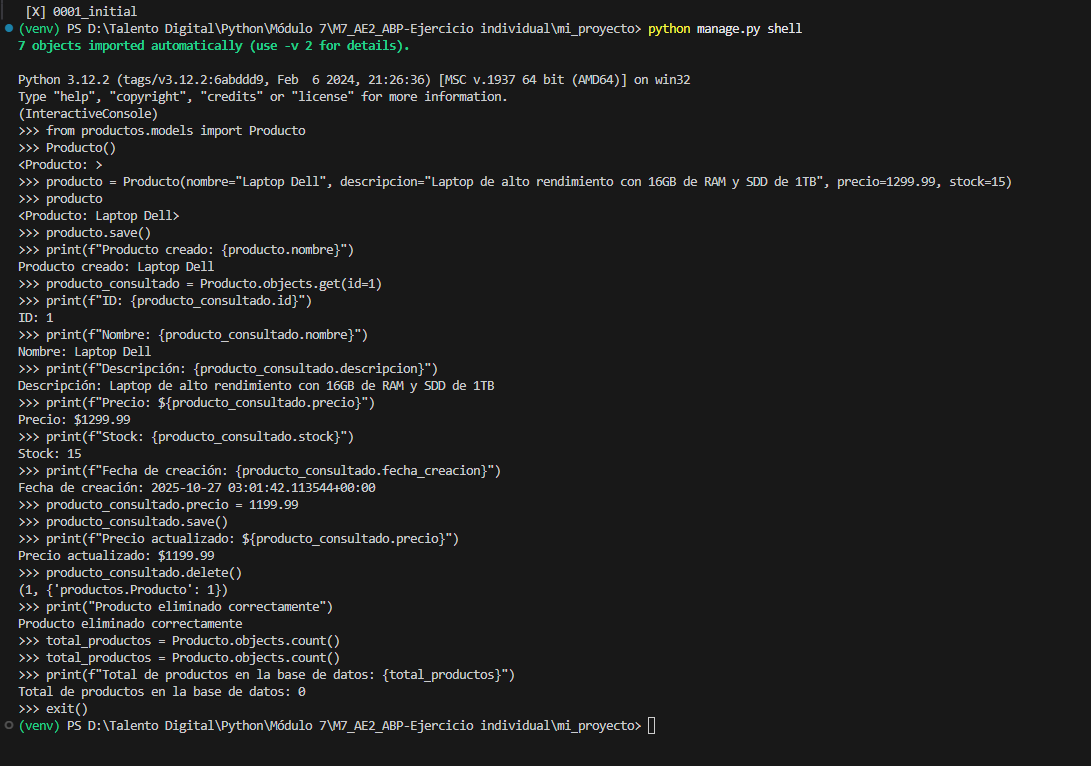 [X] 0001_initial
(venv) PS D:\Talento Digital\Python\Módulo 7\M7_AE2_ABP-Ejercicio individual\mi_proyecto> python manage.py shell
7 objects imported automatically (use -v 2 for details).
Python 3.12.2 (tags/v3.12.2:6abddd9, Feb  6 2024, 21:26:36) [MSC v.1937 64 bit (AMD64)] on win32
Type "help", "copyright", "credits" or "license" for more information.
(InteractiveConsole)
>>> from productos.models import Producto
>>> Producto()
<Producto: >
>>> producto = Producto(nombre="Laptop Dell", descripcion="Laptop de alto rendimiento con 16GB de RAM y SDD de 1TB", precio=1299.99, stock=15)
>>> producto
<Producto: Laptop Dell>
>>> producto.save()
>>> print(f"Producto creado: {producto.nombre}")
Producto creado: Laptop Dell
>>> producto_consultado = Producto.objects.get(id=1)
>>> print(f"ID: {producto_consultado.id}")
ID: 1
>>> print(f"Nombre: {producto_consultado.nombre}")
Nombre: Laptop Dell
>>> print(f"Descripción: {producto_consultado.descripcion}")
Descripción: Laptop de alto rendimiento con 16GB de RAM y SDD de 1TB
>>> print(f"Precio: ${producto_consultado.precio}")
Precio: $1299.99
>>> print(f"Stock: {producto_consultado.stock}")
Stock: 15
>>> print(f"Fecha de creación: {producto_consultado.fecha_creacion}")
Fecha de creación: 2025-10-27 03:01:42.113544+00:00
>>> producto_consultado.precio = 1199.99
>>> producto_consultado.save()
>>> print(f"Precio actualizado: ${producto_consultado.precio}")
Precio actualizado: $1199.99
>>> producto_consultado.delete()
(1, {'productos.Producto': 1})
>>> print("Producto eliminado correctamente")
Producto eliminado correctamente
>>> total_productos = Producto.objects.count()
>>> total_productos = Producto.objects.count()
>>> print(f"Total de productos en la base de datos: {total_productos}")
Total de productos en la base de datos: 0
>>> exit()
(venv) PS D:\Talento Digital\Python\Módulo 7\M7_AE2_ABP-Ejercicio individual\mi_proyecto>